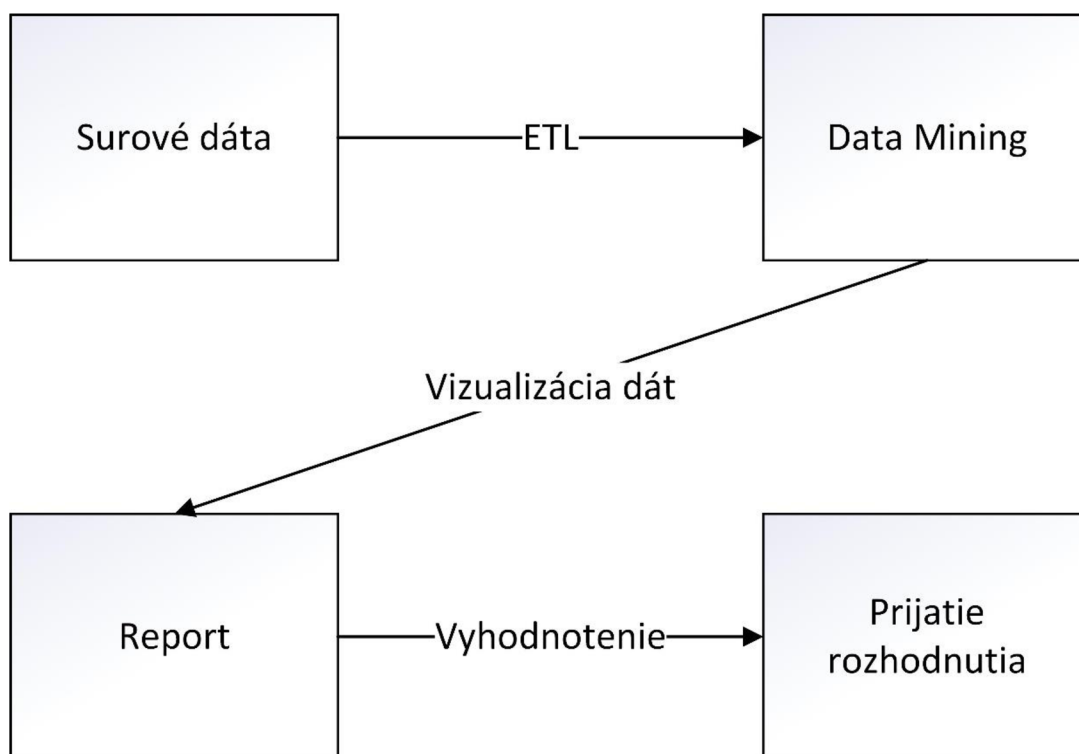 Surové dáta
ETL
Data Mining
Vizualizácia dát
Report
Vyhodnotenie
Prijatie
rozhodnutia